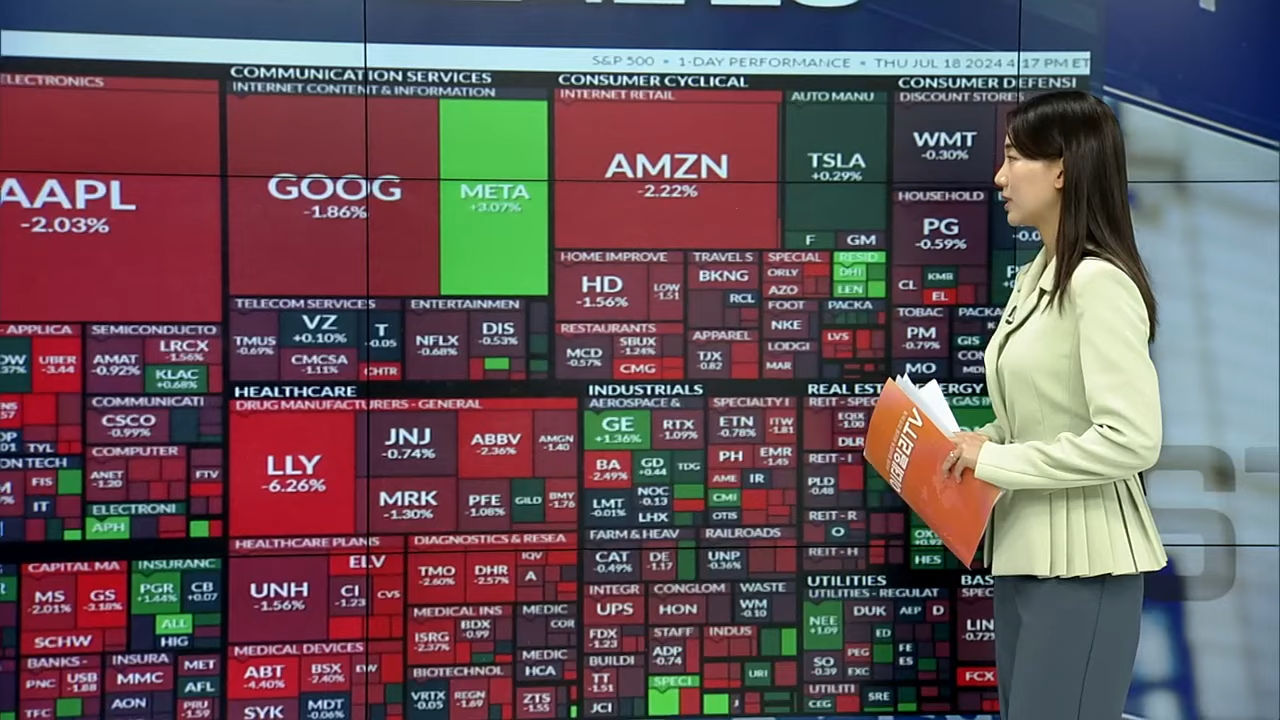 S&P 500 • 1-DAY PERFORMANCE • THU JUL 18 2024 4:17 PM ET
ELECTRONICS
AAPL
-2.03%
COMMUNICATION SERVICES
INTERNET CONTENT & INFORMATION
GOOG
-1.86%
META
+3.07%
CONSUMER CYCLICAL
INTERNET RETAIL
AMZN
-2.22%
AUTO MANU
TSLA
+0.29%
F
GM
CONSUMER DEFENSI
DISCOUNT STORES
WMT
-0.30%
HOUSEHOLD
PG
-0.59%
CL
KMB
EL
TOBAC
PACKA
PM
-0.79%
MO
GIS
HOME IMPROVE
HD
-1.56%
LOW
-1.51
TRAVEL S
BKNG
RCL
SPECIAL
ORLY
AZO
RESID
DHI
LEN
FOOT
PACKA
NKE
LODGI
MAR
LVS
RESTAURANTS
MCD
-0.57%
SBUX
-1.24%
CMG
APPAREL
TJX
-0.82
TELECOM SERVICES
TMUS
-0.69%
VZ
+0.10%
T
-0.05
CMCSA
-1.11%
CHTR
ENTERTAINMEN
NFLX
-0.68%
DIS
-0.53%
- APPLICA
UBER
-3.44
SEMICONDUCTO
AMAT
-0.92%
LRCX
-1.56%
KLAC
+0.68%
COMMUNICATI
CSCO
-0.99%
COMPUTER
ANET
-1.20
ELECTRONI
APH
TYL
ON TECH
FIS
IT
FTV
HEALTHCARE
DRUG MANUFACTURERS - GENERAL
LLY
-6.26%
JNJ
-0.74%
ABBV
-2.36%
AMGN
-1.40
MRK
-1.30%
PFE
-1.08%
GILD
BMY
-1.76
HEALTHCARE PLANS
UNH
-1.56%
ELV
CI
-1.23
CVS
DIAGNOSTICS & RESEA
TMO
-2.60%
DHR
-2.57%
IQV
A
MEDICAL INS
ISRG
-2.37%
BDX
-0.99
MEDIC
COR
MEDIC
HCA
MEDICAL DEVICES
ABT
-4.40%
BSX
-2.40%
EW
SYK
MDT
-0.06%
BIOTECHNOL
VRTX
-0.05
REGN
-1.69
ZTS
-1.55
INDUSTRIALS
AEROSPACE &
GE
+1.36%
RTX
-1.09%
BA
-2.49%
GD
+0.44
TDG
LMT
-0.01%
NOC
-0.13
LHX
SPECIALTY I
ETN
-0.78%
ITW
-1.81
PH
EMR
-1.45
AME
IR
CMI
OTIS
FARM & HEAV
CAT
-0.49%
DE
-1.17
RAILROADS
UNP
-0.36%
INTEGR
UPS
FDX
-1.23
CONGLOM
HON
WASTE
WM
-0.10
STAFF
ADP
-0.74
INDUS
URI
BUILDI
TT
-1.51
JCI
SPECI
J
REAL EST
ERGY
REIT - SPEC
EQIX
-1.00
DLR
REIT - I
PLD
-0.48
REIT - R
O
REIT - H
GAS IN
HES
UTILITIES
UTILITIES - REGULAT
NEE
+1.09
DUK
AEP
D
PEG
ED
FE
ES
SO
-0.39
EXC
UTILITI
CEG
SRE
BAS
SPEC
LIN
-0.72%
FCX
CAPITAL MA
MS
-2.01%
GS
-3.18%
SCHW
INSURANC
PGR
+1.44%
CB
+0.07
ALL
HIG
BANKS -
PNC
USB
-1.88
TFC
INSURA
MMC
AON
MET
AFL
PRU
-1.59
이데일리TV